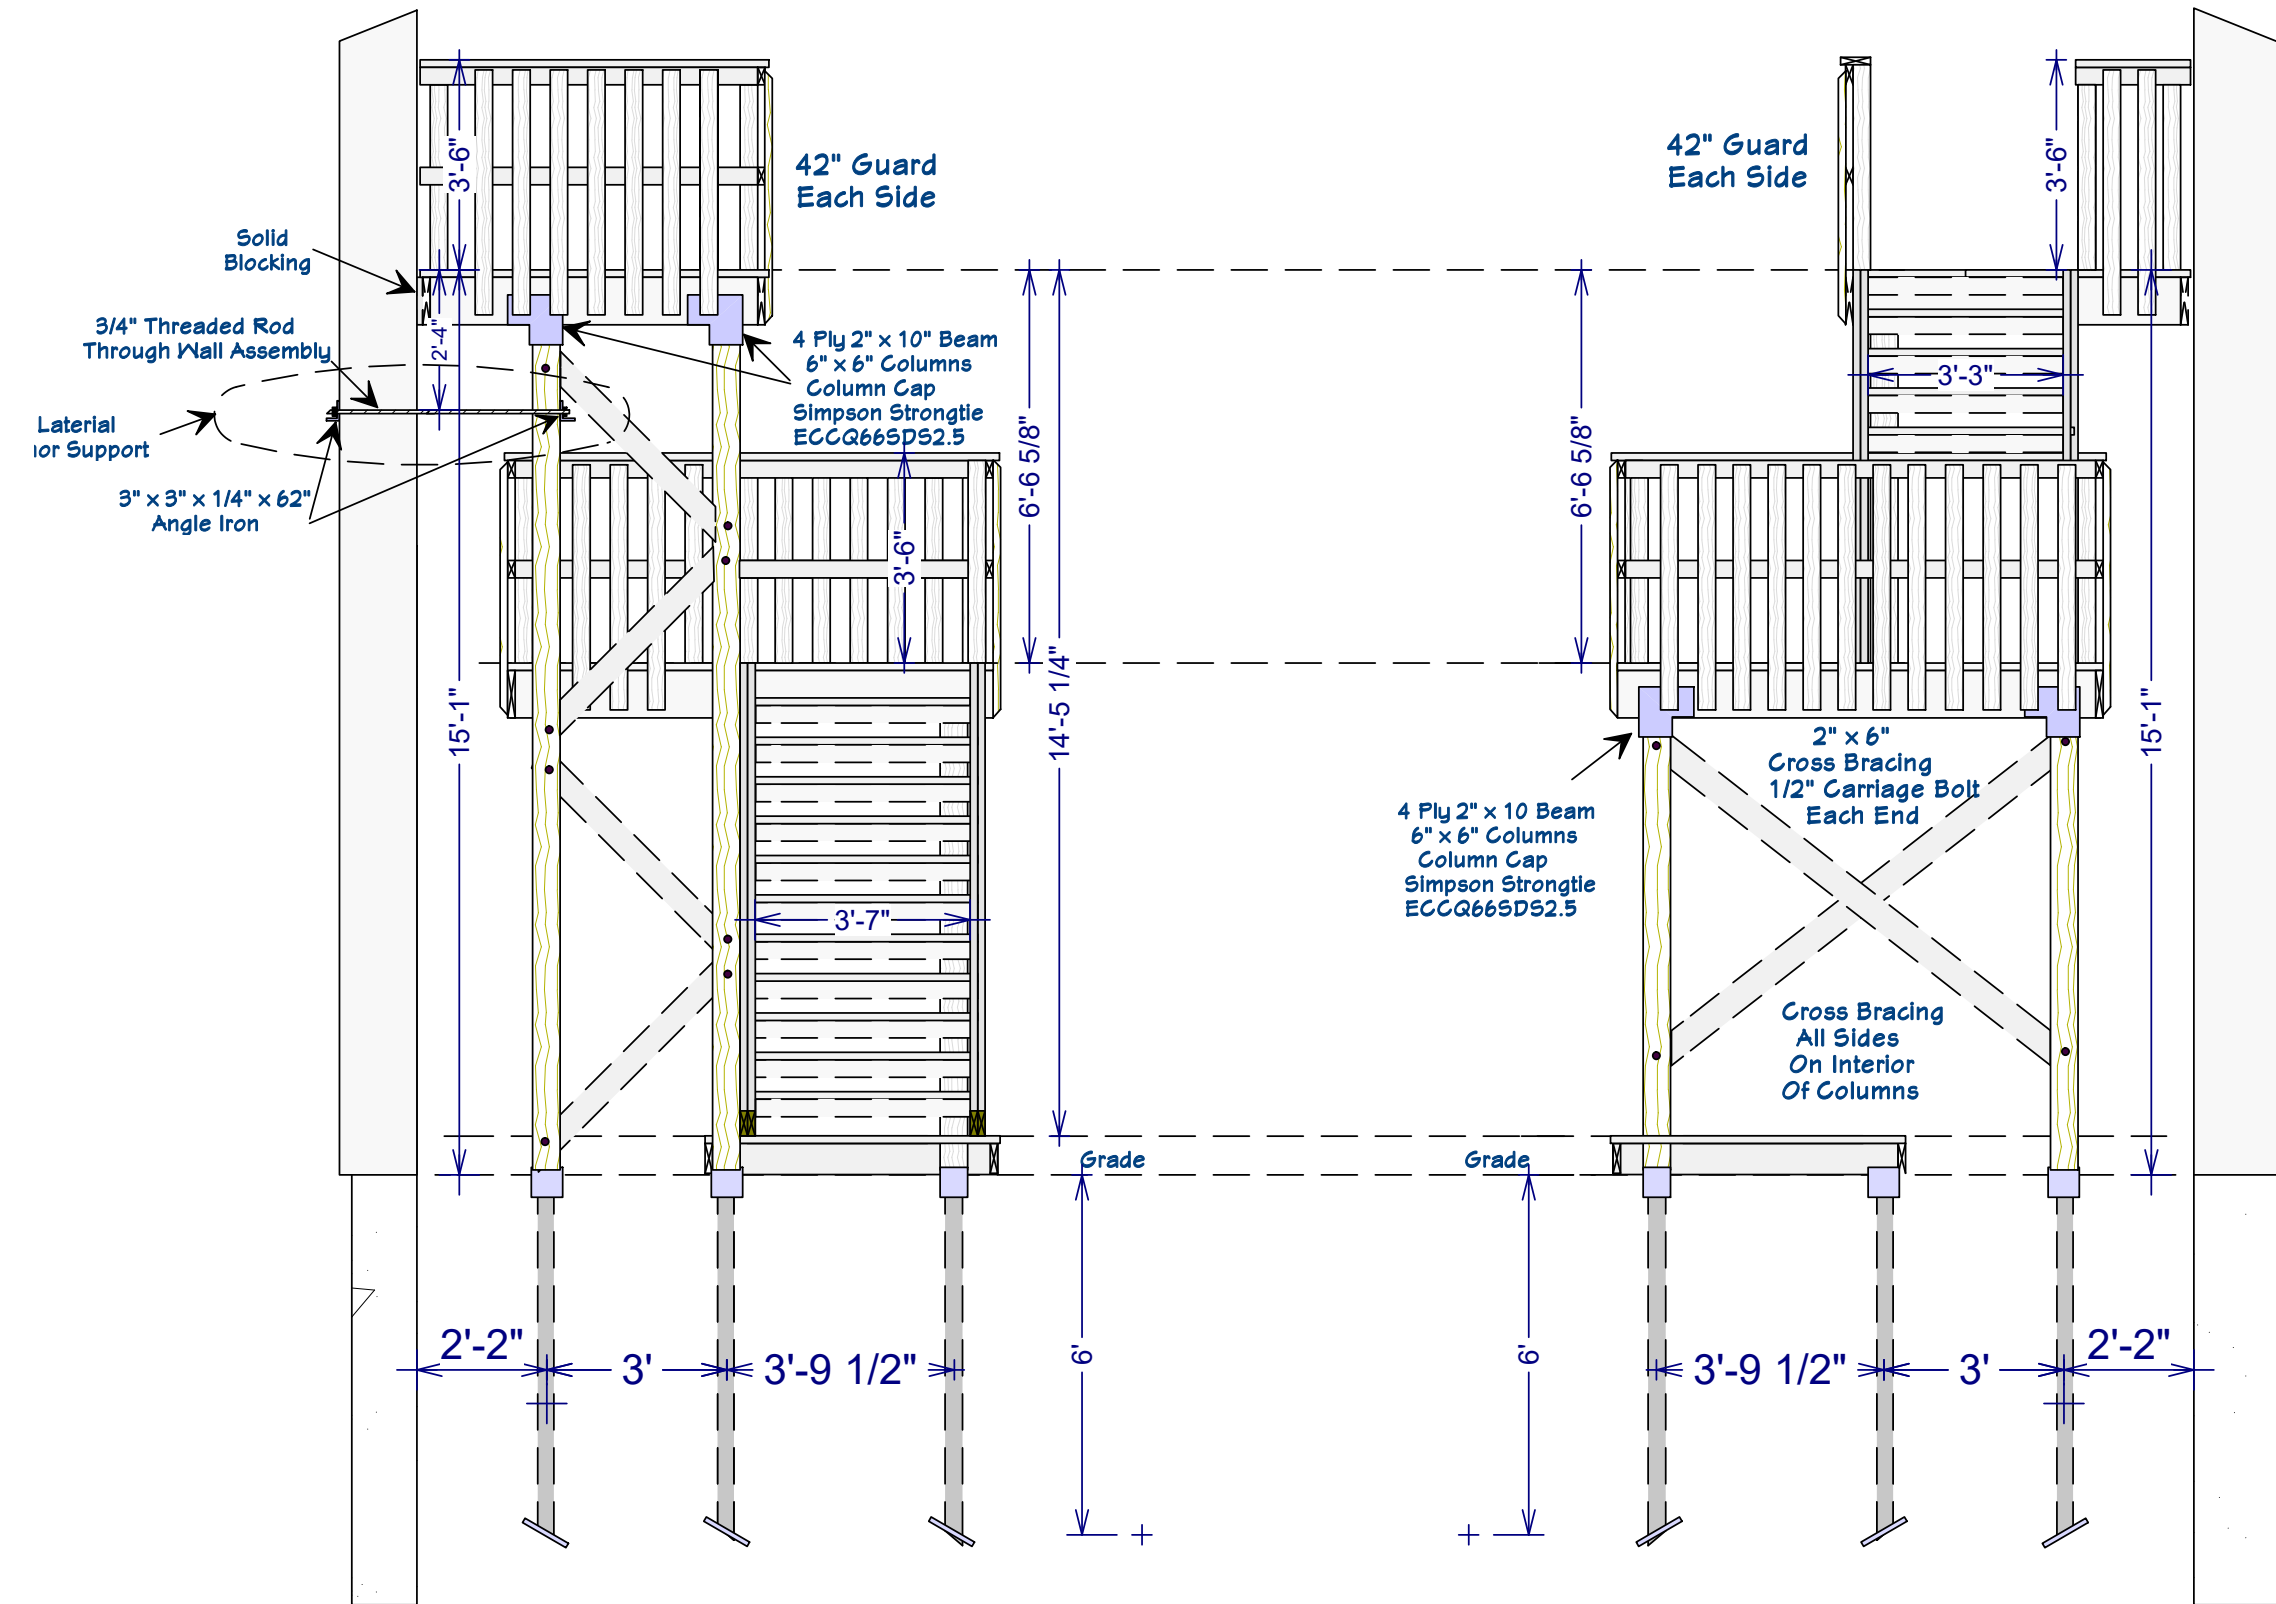 42" Guard
Each Side
3'-6"
Solid
Blocking
3/4" Threaded Rod
Through Wall Assembly
2'-4"
4 Ply 2" x 10" Beam
6" x 6" Columns
Column Cap
Simpson Strongtie
ECCQ66SDS2.5
Laterial
Support
3" x 3" x 1/4" x 62"
Angle Iron
3'-6"
6'-6 5/8"
14'-5 1/4"
15'-1"
3'-7"
Grade
6'
2'-2"
3'
3'-9 1/2"
42" Guard
Each Side
3'-6"
3'-3"
6'-6 5/8"
15'-1"
2" x 6"
Cross Bracing
1/2" Carriage Bolt
Each End
4 Ply 2" x 10 Beam
6" x 6" Columns
Column Cap
Simpson Strongtie
ECCQ66SDS2.5
Cross Bracing
All Sides
On Interior
Of Columns
Grade
6'
3'-9 1/2"
3'
2'-2"